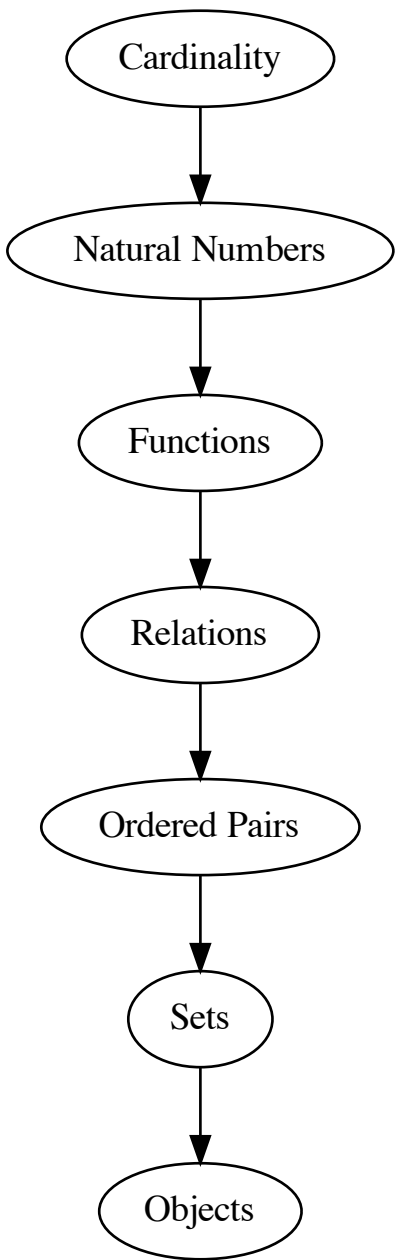 Cardinality
Natural Numbers
Functions
Relations
Ordered Pairs
Sets
Objects